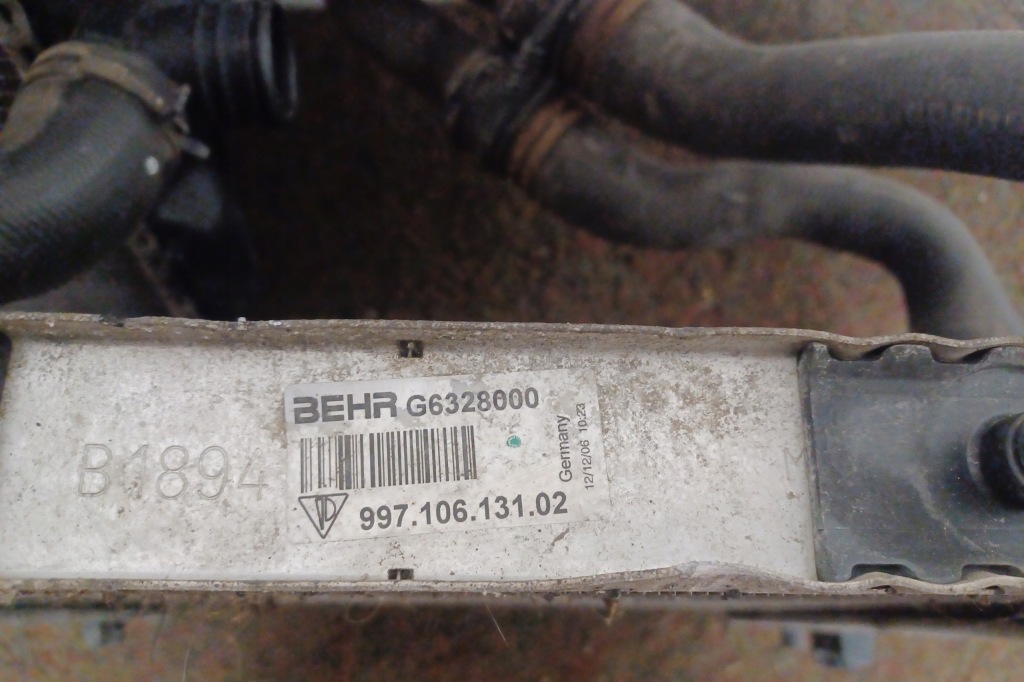 BEHR G6328000
Germany
12/12/06 10:23
B1894
997.106.131.02